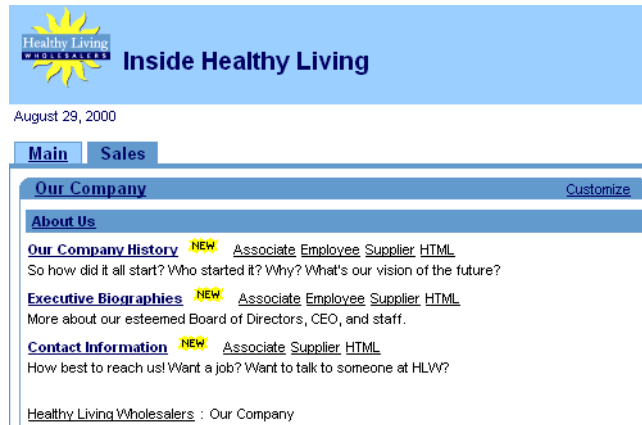 Healthy Living
WHOLESALERS
Inside Healthy Living
August 29, 2000
Main Sales
Our Company Customize
About Us
Our Company History NEW Associate Employee Supplier HTML
So how did it all start? Who started it? Why? What's our vision of the future?
Executive Biographies NEW Associate Employee Supplier HTML
More about our esteemed Board of Directors, CEO, and staff.
Contact Information NEW Associate Supplier HTML
How best to reach us! Want a job? Want to talk to someone at HLW?
Healthy Living Wholesalers : Our Company